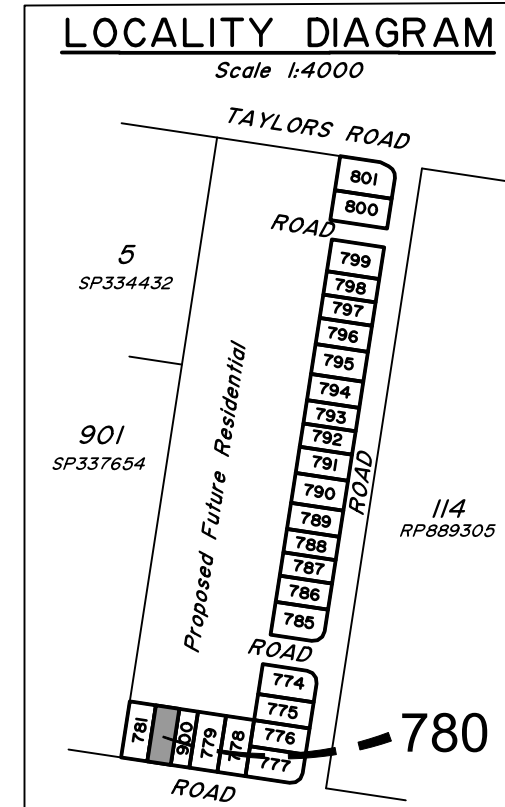 LOCALITY DIAGRAM
Scale 1:4000
TAYLORS ROAD
801
800
ROAD
5
SP334432
799
798
797
796
795
794
793
792
791
790
789
788
787
786
785
ROAD
Proposed Future Residential
901
SP337654
114
RP889305
ROAD
774
775
776
777
781
900
779
778
780
ROAD